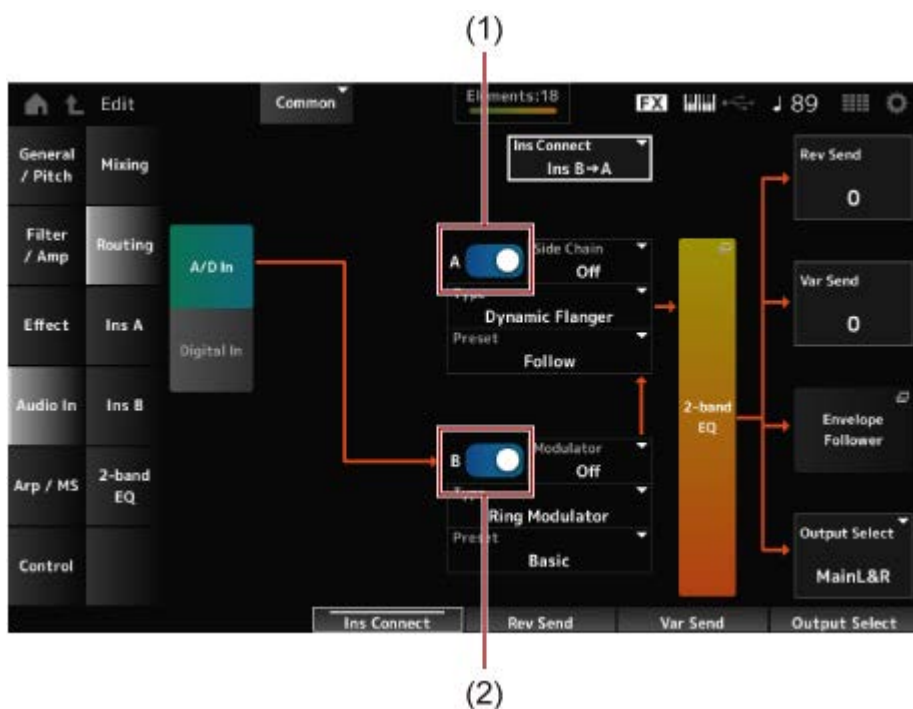 (1)
Edit
Common
Elements:18
FX
♩ 89
General
/ Pitch
Mixing
Ins Connect
Ins B→A
Rev Send
0
Filter
/ Amp
Routing
A/D In
A
Side Chain
Off
Type
Dynamic Flanger
Preset
Follow
Var Send
0
Effect
Ins A
Digital In
Audio In
Ins B
2-band
EQ
Envelope
Follower
B
Modulator
Off
Type
Ring Modulator
Preset
Basic
Arp / MS
2-band
EQ
Output Select
MainL&R
Control
Ins Connect
Rev Send
Var Send
Output Select
(2)